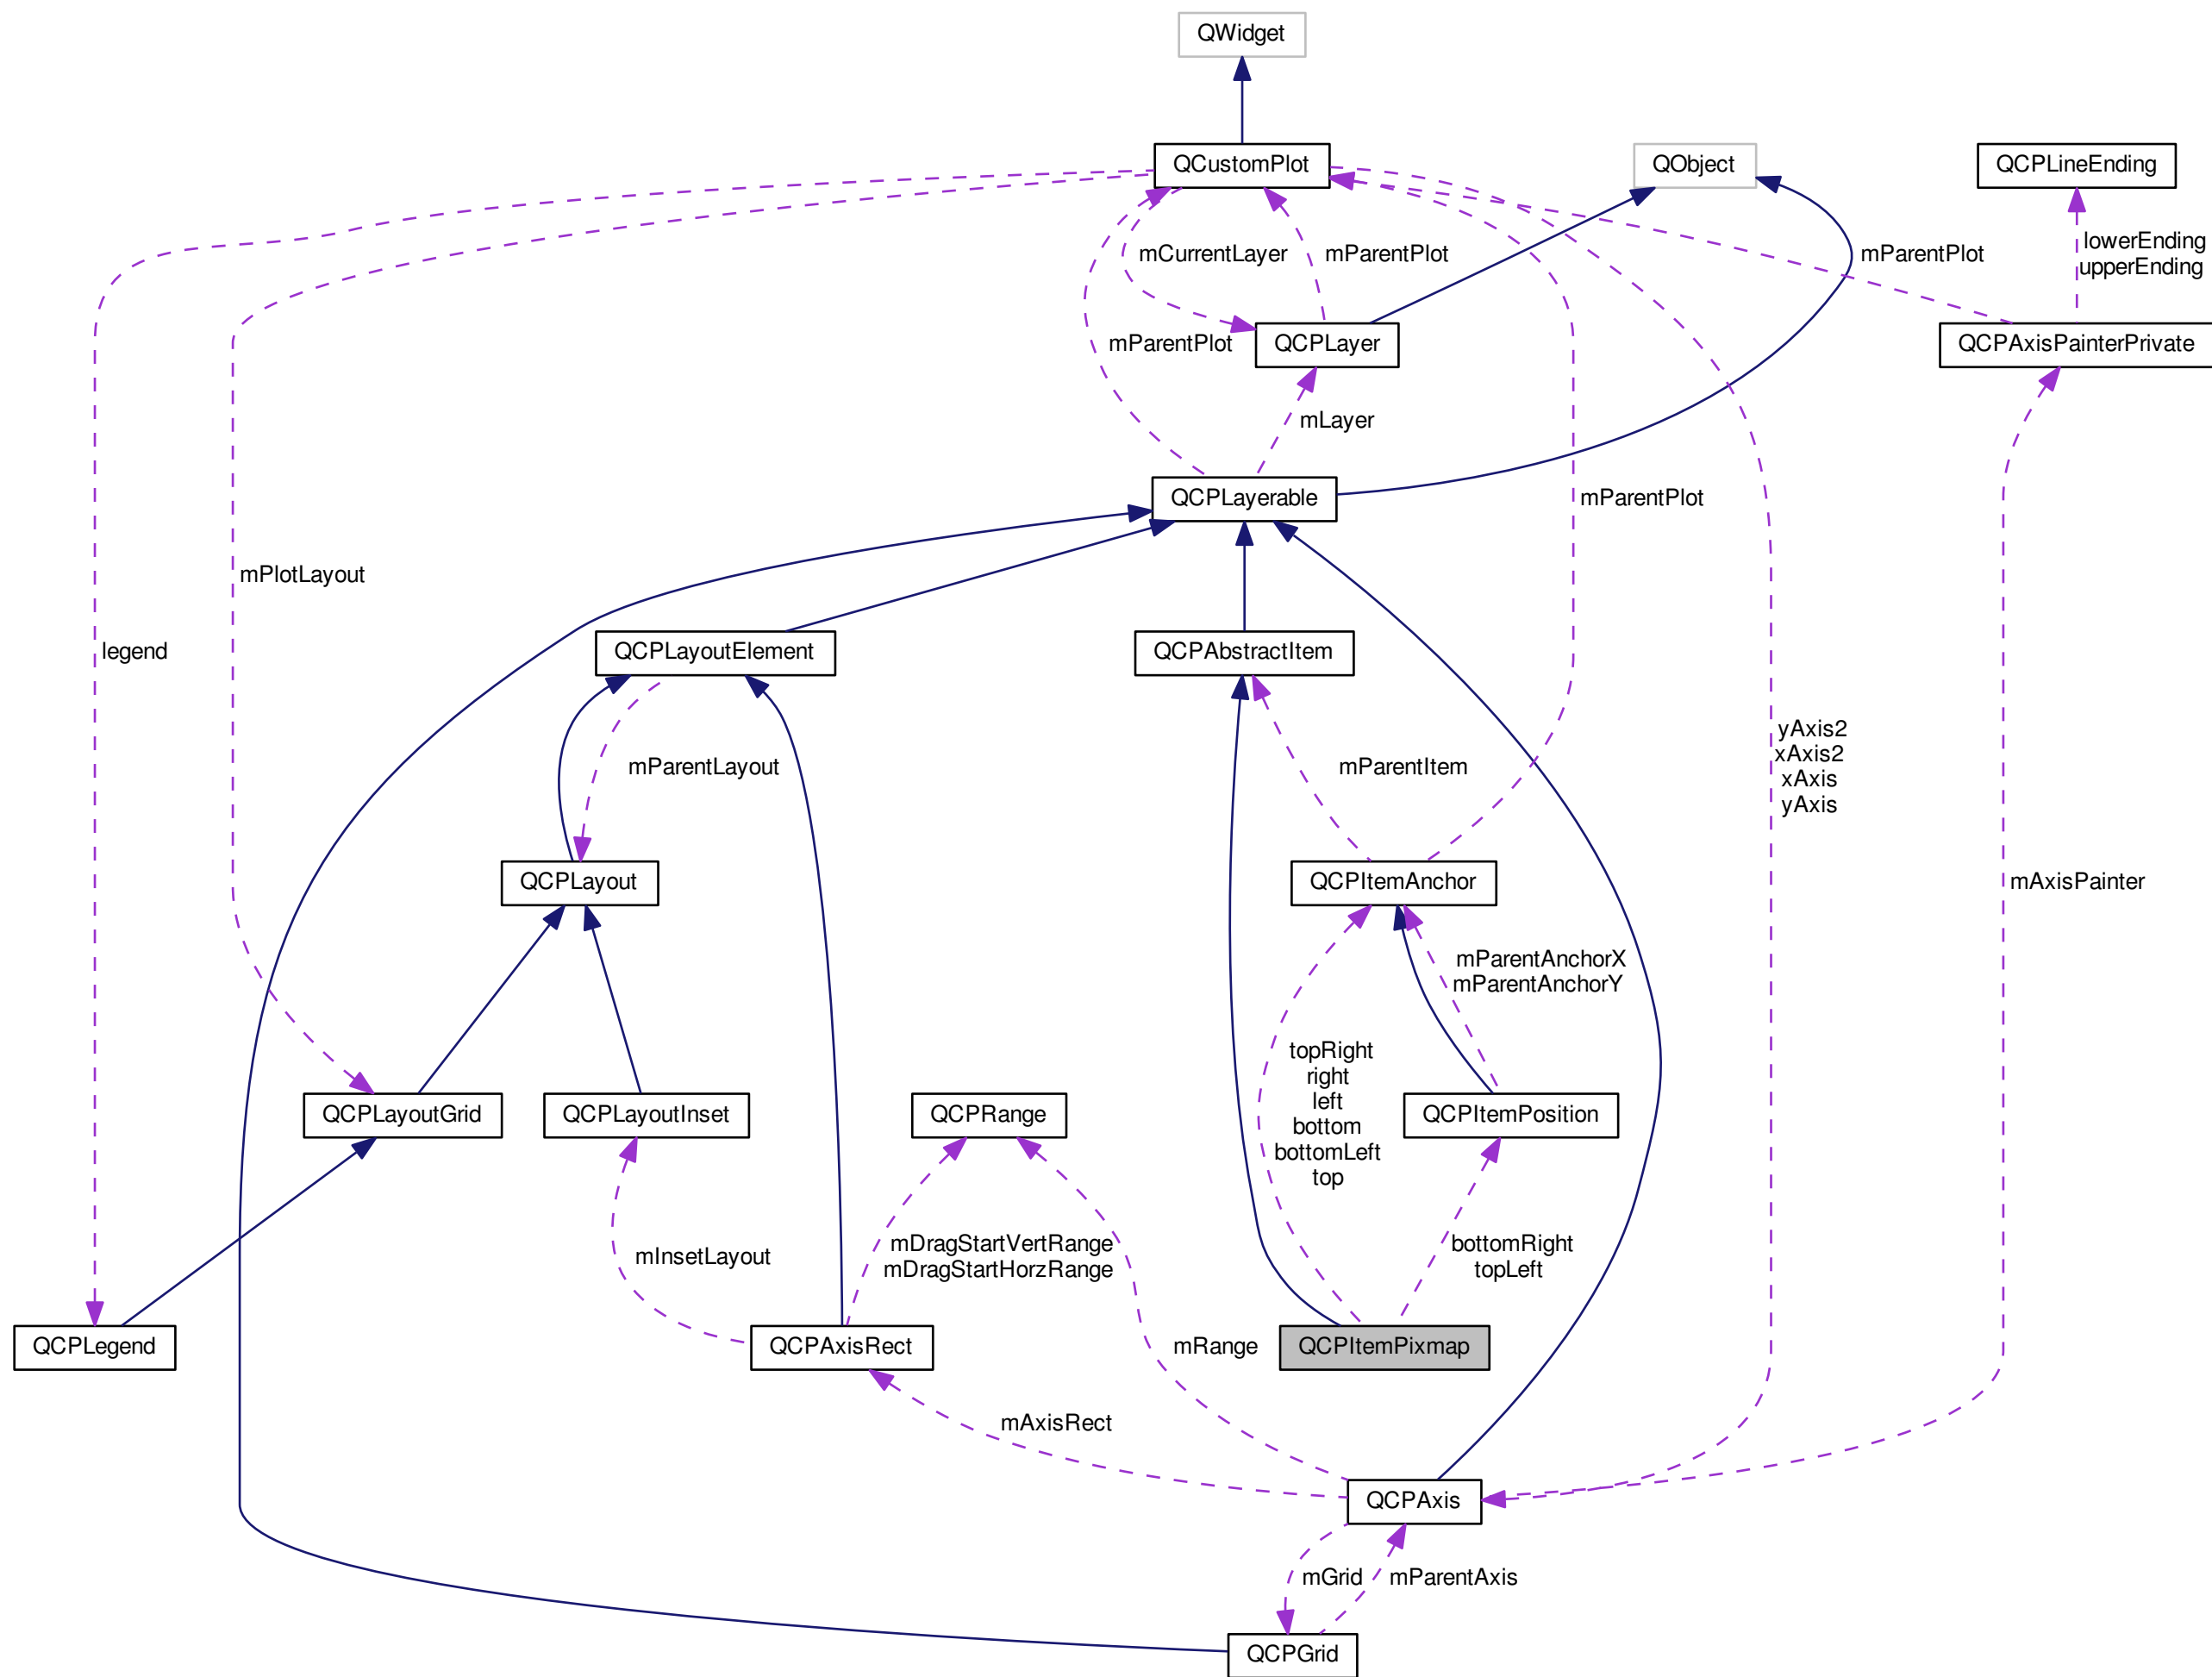 QWidget
QCustomPlot
QObject
QCPLineEnding
mCurrentLayer
mParentPlot
mParentPlot
lowerEnding
upperEnding
mParentPlot
QCPLayer
QCPAxisPainterPrivate
mLayer
QCPLayerable
mParentPlot
mPlotLayout
legend
QCPLayoutElement
QCPAbstractItem
yAxis2
xAxis2
xAxis
yAxis
mParentLayout
mParentItem
QCPLayout
QCPItemAnchor
mAxisPainter
mParentAnchorX
mParentAnchorY
topRight
right
left
bottom
bottomLeft
top
QCPLayoutGrid
QCPLayoutInset
QCPRange
QCPItemPosition
mInsetLayout
mDragStartVertRange
mDragStartHorzRange
bottomRight
topLeft
QCPLegend
QCPAxisRect
mRange
QCPItemPixmap
mAxisRect
QCPAxis
mGrid
mParentAxis
QCPGrid